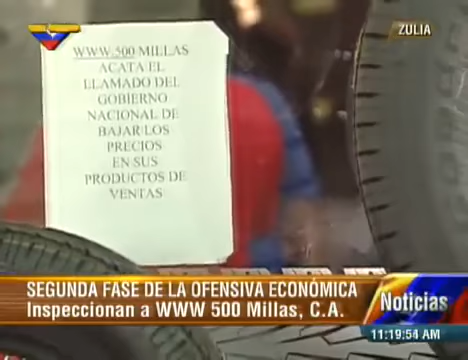 VTV
ZULIA
WWW.500 MILLAS
ACATA EL
LLAMADO DEL
GOBIERNO
NACIONAL DE
BAJAR LOS
PRECIOS
EN SUS
PRODUCTOS DE
VENTAS
SEGUNDA FASE DE LA OFENSIVA ECONÓMICA
Inspeccionan a WWW 500 Millas, C.A.
Noticias
11:19:54 AM